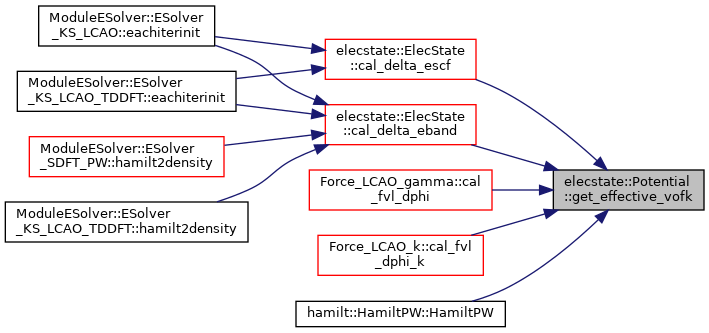 ModuleESolver::ESolver
_KS_LCAO::eachiterinit
ModuleESolver::ESolver
_KS_LCAO_TDDFT::eachiterinit
ModuleESolver::ESolver
_SDFT_PW::hamilt2density
ModuleESolver::ESolver
_KS_LCAO_TDDFT::hamilt2density
elecstate::ElecState
::cal_delta_escf
elecstate::ElecState
::cal_delta_eband
Force_LCAO_gamma::cal
_fvl_dphi
Force_LCAO_k::cal_fvl
_dphi_k
hamilt::HamiltPW::HamiltPW
elecstate::Potential
::get_effective_vofk